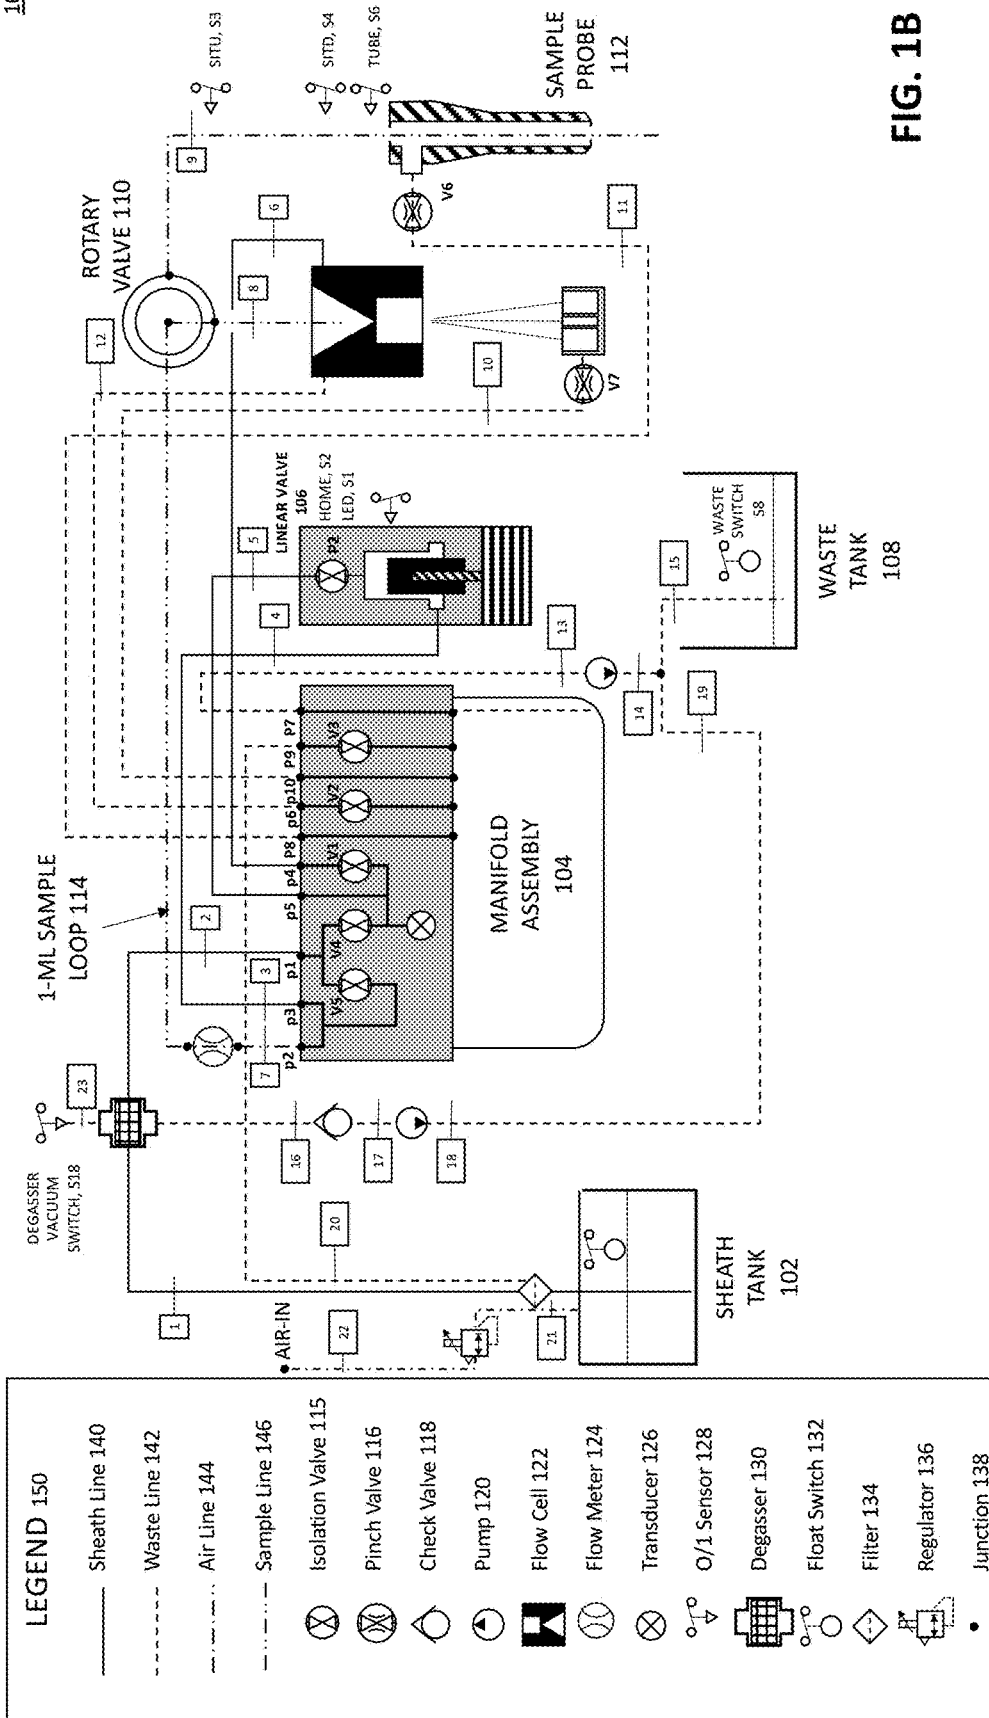 10
LEGEND 150
Sheath Line 140
Waste Line 142
Air Line 144
Sample Line 146
Isolation Valve 115
Pinch Valve 116
Check Valve 118
Pump 120
Flow Cell 122
Flow Meter 124
Transducer 126
O/1 Sensor 128
Degasser 130
Float Switch 132
Filter 134
Regulator 136
Junction 138
DEGASSER
VACUUM
SWITCH, S18
23
1
AIR-IN
22
20
21
SHEATH
TANK
102
16
17
18
1-ML SAMPLE
LOOP 114
2
3
7
p2
p3
p1
p5
p4
P8
p6
p10
P9
P7
V5
V4
V1
V2
V3
MANIFOLD
ASSEMBLY
104
4
5
LINEAR VALVE
106
HOME, S2
LED, S1
P2
13
14
15
19
WASTE
SWITCH
S8
WASTE
TANK
108
12
ROTARY
VALVE 110
8
6
9
10
11
V7
V6
SITU, S3
SITD, S4
TUBE, S6
SAMPLE
PROBE
112
FIG. 1B